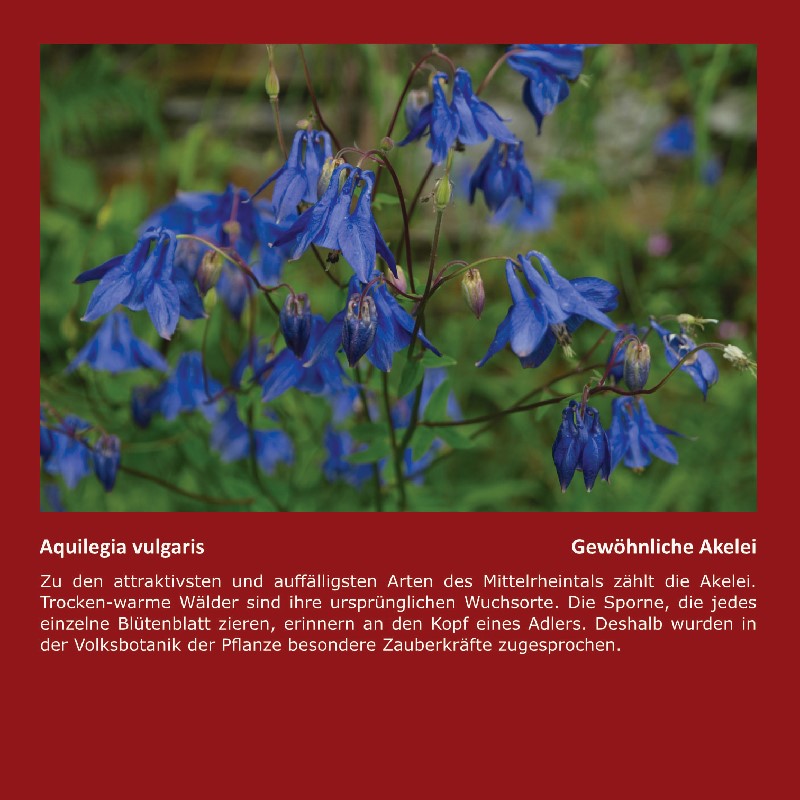 Aquilegia vulgaris Gewöhnliche Akelei
Zu den attraktivsten und auffälligsten Arten des Mittelrheintals zählt die Akelei.
Trocken-warme Wälder sind ihre ursprünglichen Wuchsorte. Die Sporne, die jedes
einzelne Blütenblatt zieren, erinnern an den Kopf eines Adlers. Deshalb wurden in
der Volksbotanik der Pflanze besondere Zauberkräfte zugesprochen.